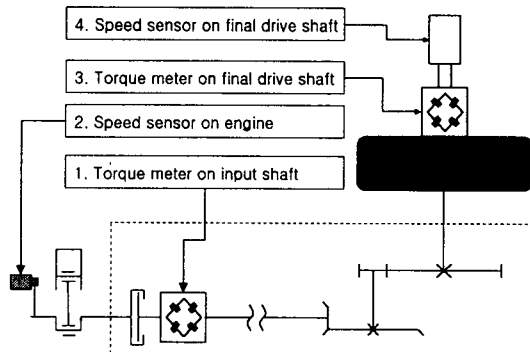 4. Speed sensor on final drive shaft
3. Torque meter on final drive shaft
2. Speed sensor on engine
1. Torque meter on input shaft